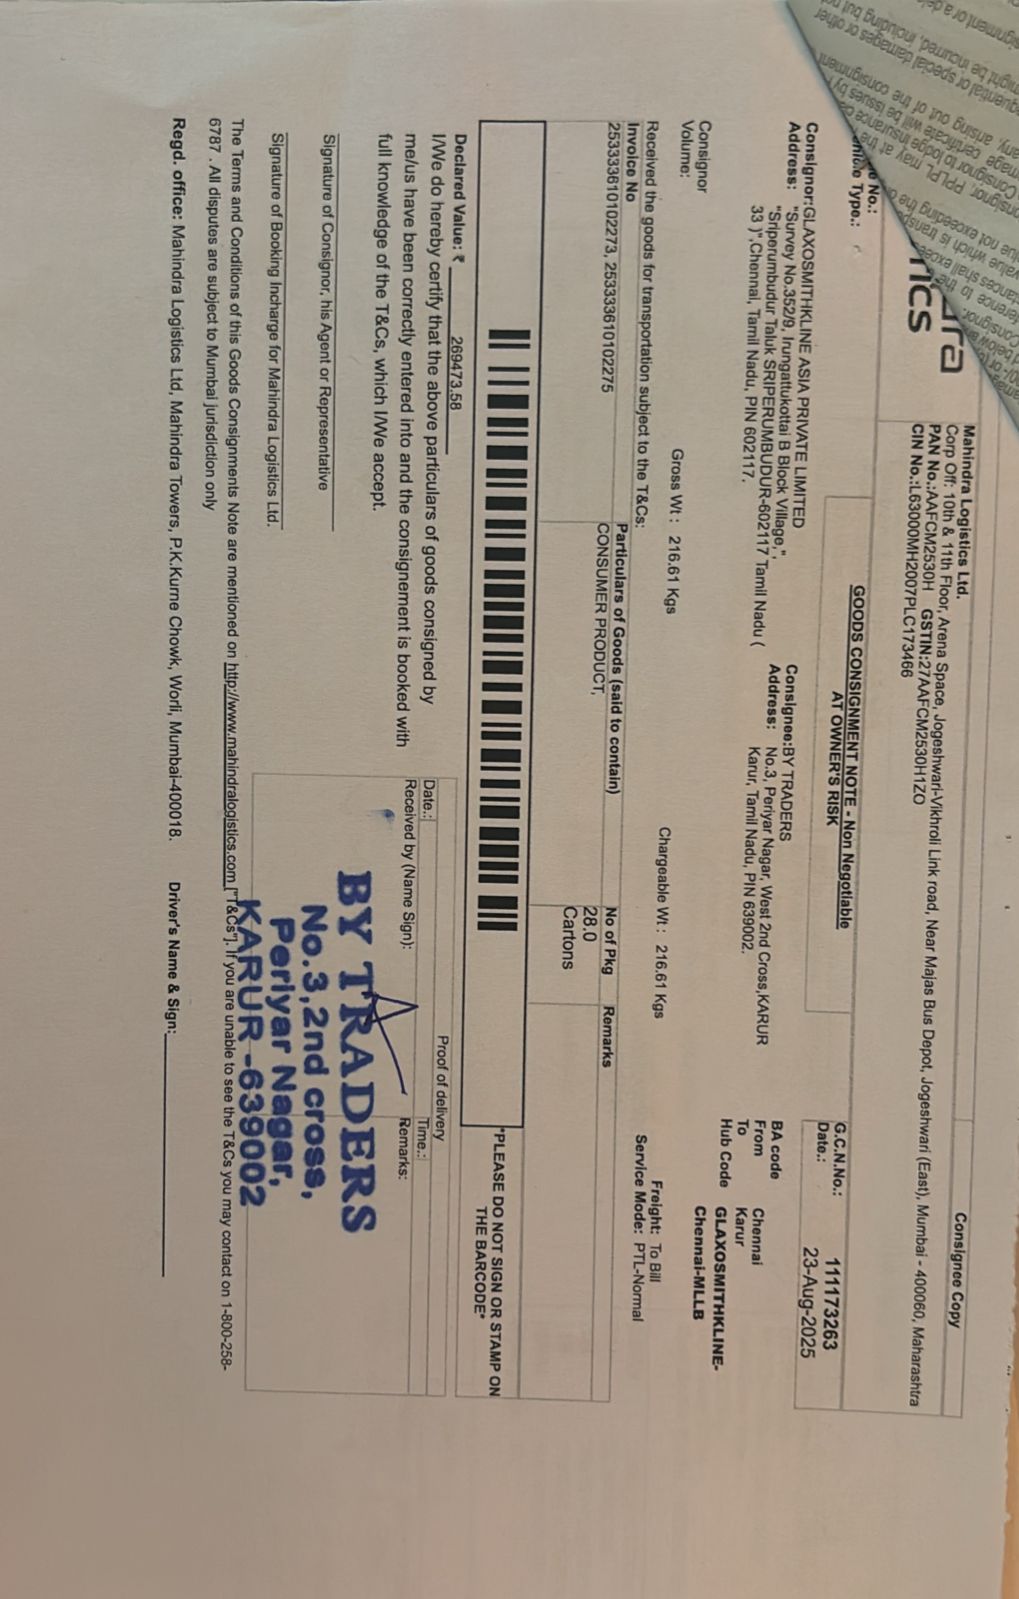 Consignee Copy
Mahindra Logistics Ltd.
Corp Off: 10th & 11th Floor, Arena Space, Jogeshwari-Vikhroli Link road, Near Majas Bus Depot, Jogeshwari (East), Mumbai - 400060, Maharashtra
PAN No.:AAFCM2530H GSTIN:27AAFCM2530H1ZO
CIN No.:L63000MH2007PLC173466
GOODS CONSIGNMENT NOTE - Non Negotiable
AT OWNER'S RISK
G.C.N.No.: 111173263
Date.: 23-Aug-2025
No.:
Type.:
Consignor:GLAXOSMITHKLINE ASIA PRIVATE LIMITED
Address: "Survey No.352/9, Irungattukottai B Block Village,",
"Sriperumbudur Taluk SRIPERUMBUDUR-602117 Tamil Nadu (
33 )",Chennai, Tamil Nadu, PIN 602117.
Consignee:BY TRADERS
Address: No.3, Periyar Nagar, West 2nd Cross,KARUR
Karur, Tamil Nadu, PIN 639002.
BA code
From Chennai
To Karur
Hub Code GLAXOSMITHKLINE-
Chennai-MLLB
Consignor
Volume:
Gross Wt : 216.61 Kgs
Chargeable Wt : 216.61 Kgs
Freight: To Bill
Service Mode: PTL-Normal
Received the goods for transportation subject to the T&Cs:
Invoice No Particulars of Goods (said to contain) No of Pkg Remarks
25333361010​2273, 25333361010​2275 CONSUMER PRODUCT, 28.0
Cartons
*PLEASE DO NOT SIGN OR STAMP ON
THE BARCODE*
Declared Value: ₹ 269473.58
I/We do hereby certify that the above particulars of goods consigned by
me/us have been correctly entered into and the consignement is booked with
full knowledge of the T&Cs, which I/We accept.
Signature of Consignor, his Agent or Representative
Signature of Booking Incharge for Mahindra Logistics Ltd.
Proof of delivery
Date.: Time.:
Received by (Name Sign): Remarks:
BY TRADERS
No.3,2nd cross,
Periyar Nagar,
KARUR -639002
The Terms and Conditions of this Goods Consignments Note are mentioned on http://www.mahindralogistics.com ["T&Cs"]. If you are unable to see the T&Cs you may contact on 1-800-258-
6787 . All disputes are subject to Mumbai jurisdiction only
Regd. office: Mahindra Logistics Ltd, Mahindra Towers, P.K.Kurne Chowk, Worli, Mumbai-400018. Driver's Name & Sign: